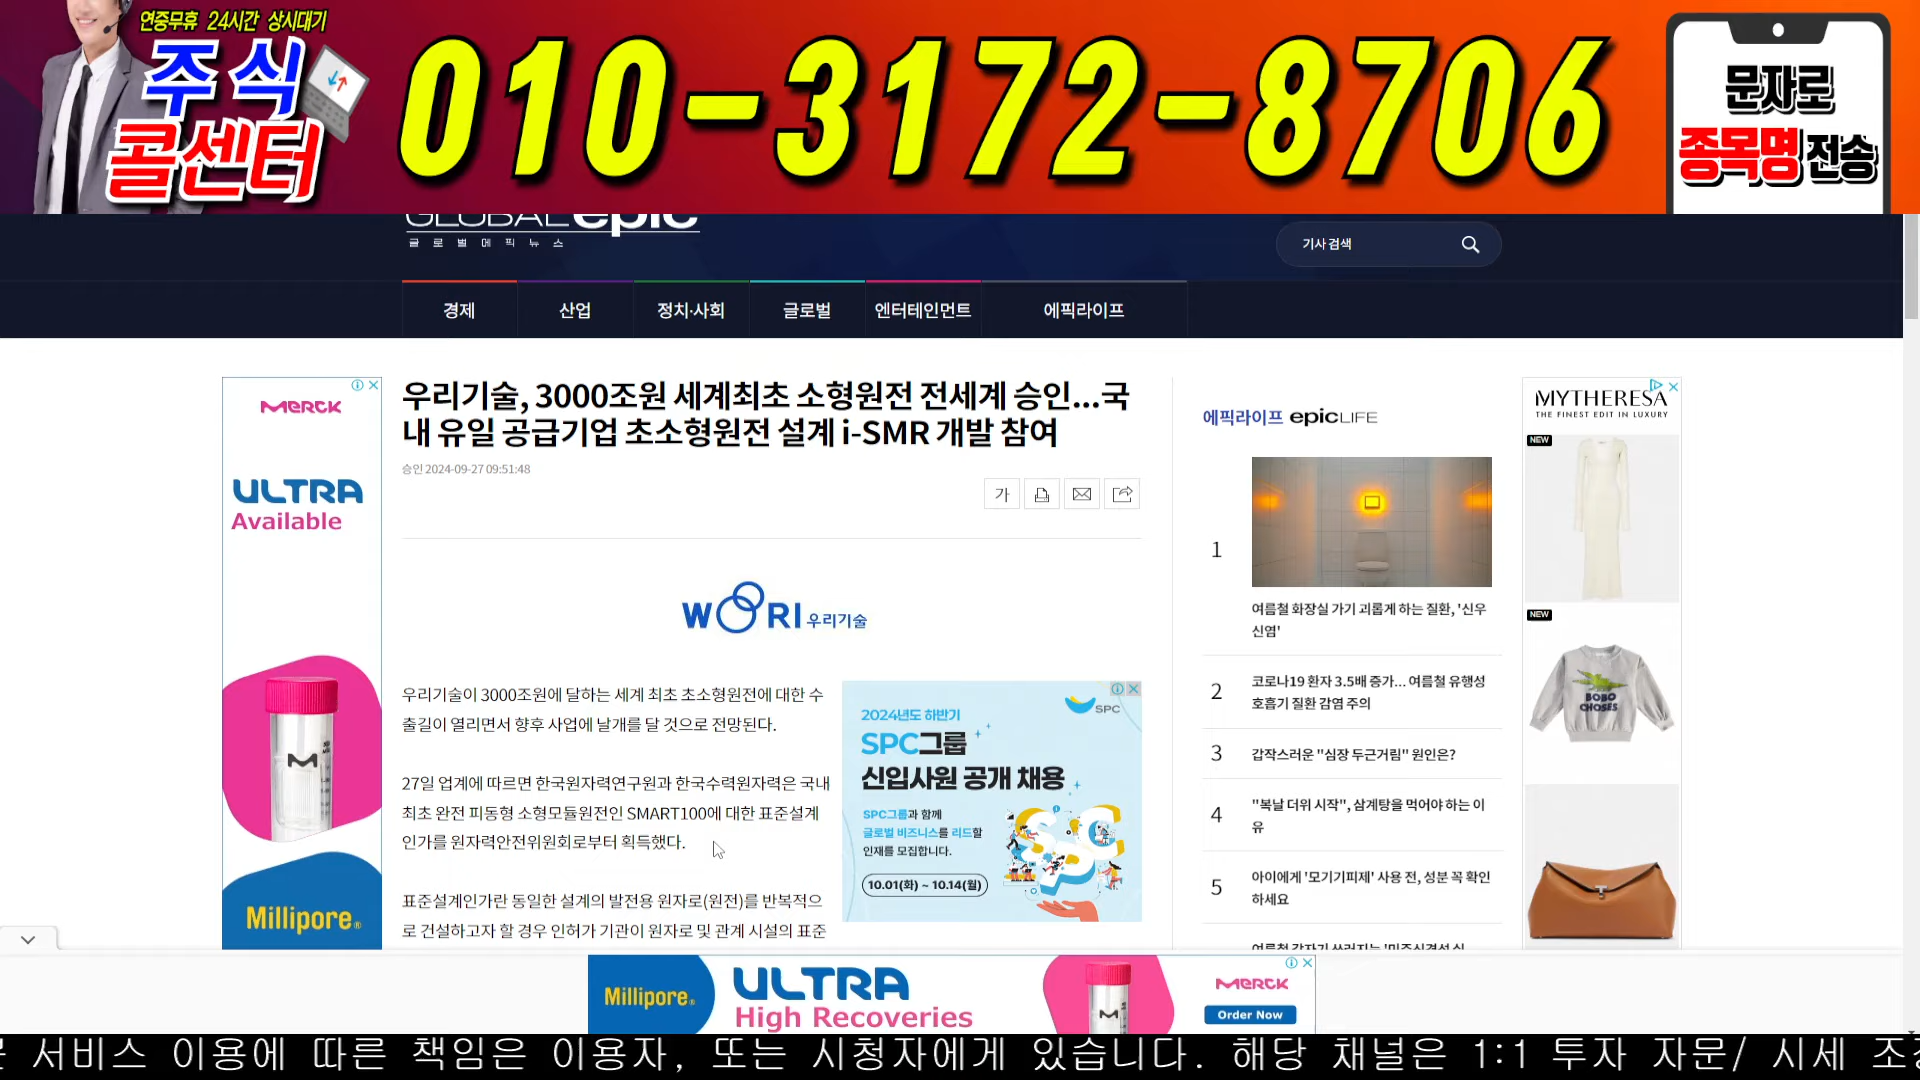 연중무휴 24시간 상시대기
주식
콜센터
010-3172-8706
문자로
종목명 전송
GLOBAL epic
글로벌에픽뉴스
기사검색
경제
산업
정치·사회
글로벌
엔터테인먼트
에픽라이프
MERCK
ULTRA
Available
Millipore®
우리기술, 3000조원 세계최초 소형원전 전세계 승인...국
내 유일 공급기업 초소형원전 설계 i-SMR 개발 참여
승인 2024-09-27 09:51:48
가
WOORI 우리기술
우리기술이 3000조원에 달하는 세계 최초 초소형원전에 대한 수
출길이 열리면서 향후 사업에 날개를 달 것으로 전망된다.
27일 업계에 따르면 한국원자력연구원과 한국수력원자력은 국내
최초 완전 피동형 소형모듈원전인 SMART100에 대한 표준설계
인가를 원자력안전위원회로부터 획득했다.
표준설계인가란 동일한 설계의 발전용 원자로(원전)를 반복적으
로 건설하고자 할 경우 인허가 기관이 원자로 및 관계 시설의 표준
SPC
2024년도 하반기
SPC그룹
신입사원 공개 채용
SPC그룹과 함께
글로벌 비즈니스를 리드할
인재를 모집합니다.
10.01(화) ~ 10.14(월)
에픽라이프 epicLIFE
1
여름철 화장실 가기 괴롭게 하는 질환, '신우
신염'
2
코로나19 환자 3.5배 증가... 여름철 유행성
호흡기 질환 감염 주의
3
갑작스러운 "심장 두근거림" 원인은?
4
"복날 더위 시작", 삼계탕을 먹어야 하는 이
유
5
아이에게 '모기기피제' 사용 전, 성분 꼭 확인
하세요
MYTHERESA
THE FINEST EDIT IN LUXURY
NEW
NEW
BOBO
CHOSES
Millipore®
ULTRA
High Recoveries
MERCK
Order Now
서비스 이용에 따른 책임은 이용자, 또는 시청자에게 있습니다. 해당 채널은 1:1 투자 자문/ 시세 조